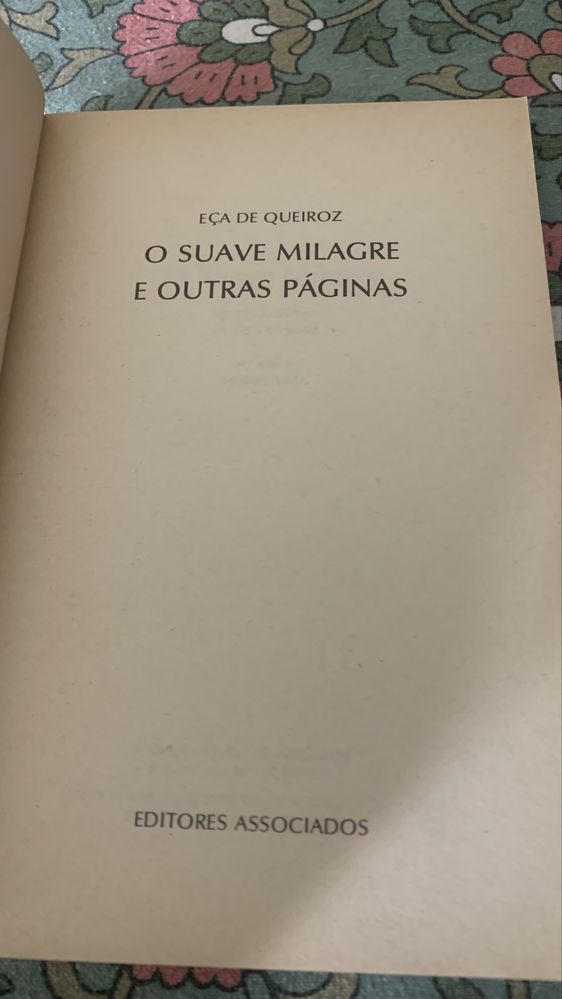 EÇA DE QUEIROZ
O SUAVE MILAGRE
E OUTRAS PÁGINAS
EDITORES ASSOCIADOS